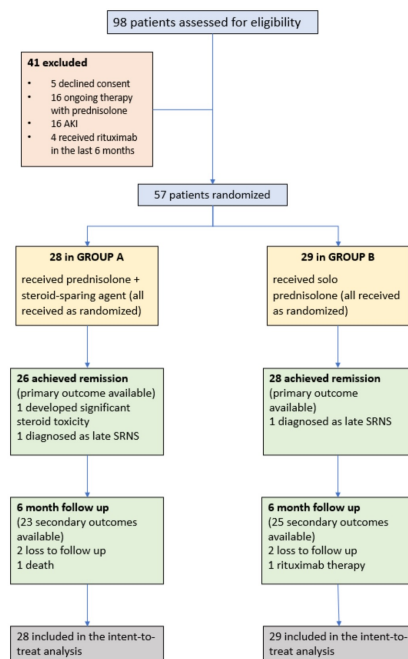 98 patients assessed for eligibility
41 excluded
• 5 declined consent
• 16 ongoing therapy
with prednisolone
• 16 AKI
• 4 received rituximab
in the last 6 months
57 patients randomized
28 in GROUP A
received prednisolone +
steroid-sparing agent (all
received as randomized)
29 in GROUP B
received solo
prednisolone (all received
as randomized)
26 achieved remission
(primary outcome available)
1 developed significant
steroid toxicity
1 diagnosed as late SRNS
28 achieved remission
(primary outcome
available)
1 diagnosed as late SRNS
6 month follow up
(23 secondary outcomes
available)
2 loss to follow up
1 death
6 month follow up
(25 secondary outcomes
available)
2 loss to follow up
1 rituximab therapy
28 included in the intent-to-
treat analysis
29 included in the intent-to-
treat analysis